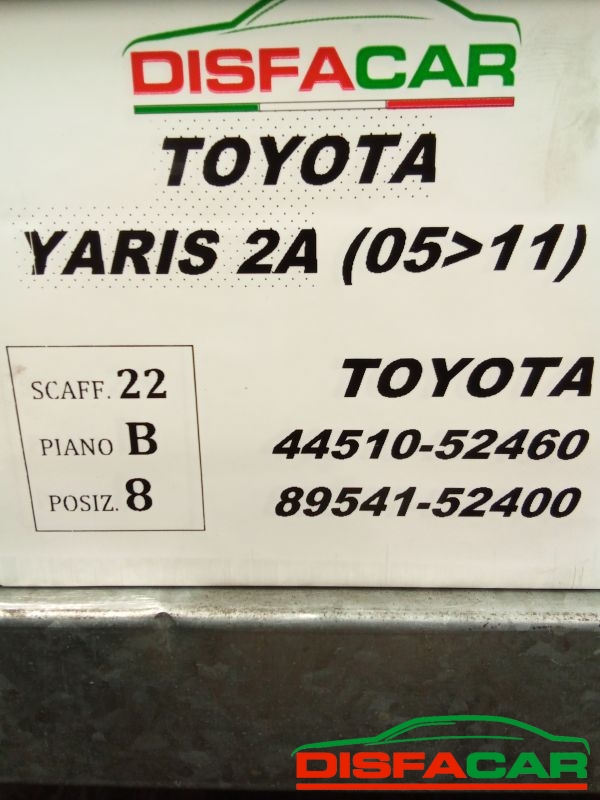 DISFACAR
TOYOTA
YARIS 2A (05>11)
SCAFF. 22
PIANO B
POSIZ. 8
TOYOTA
44510-52460
89541-52400
DISFACAR